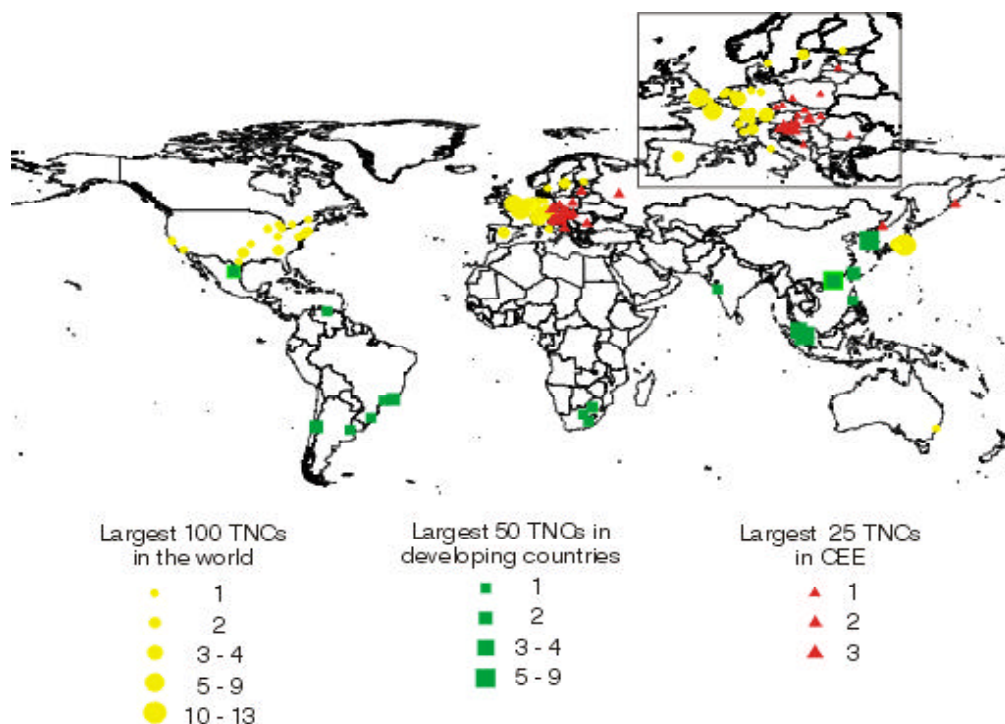 Largest 100 TNCs
in the world
1
2
3 - 4
5 - 9
10 - 13
Largest 50 TNCs in
developing countries
1
2
3 - 4
5 - 9
Largest 25 TNCs
in CEE
1
2
3